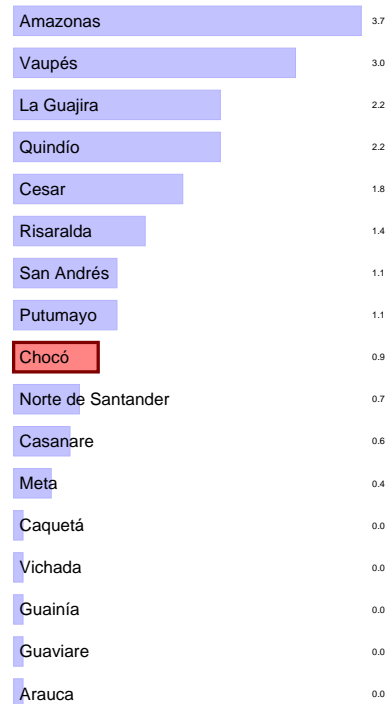 Amazonas 3.7
Vaupés 3.0
La Guajira 2.2
Quindío 2.2
Cesar 1.8
Risaralda 1.4
San Andrés 1.1
Putumayo 1.1
Chocó 0.9
Norte de Santander 0.7
Casanare 0.6
Meta 0.4
Caquetá 0.0
Vichada 0.0
Guainía 0.0
Guaviare 0.0
Arauca 0.0